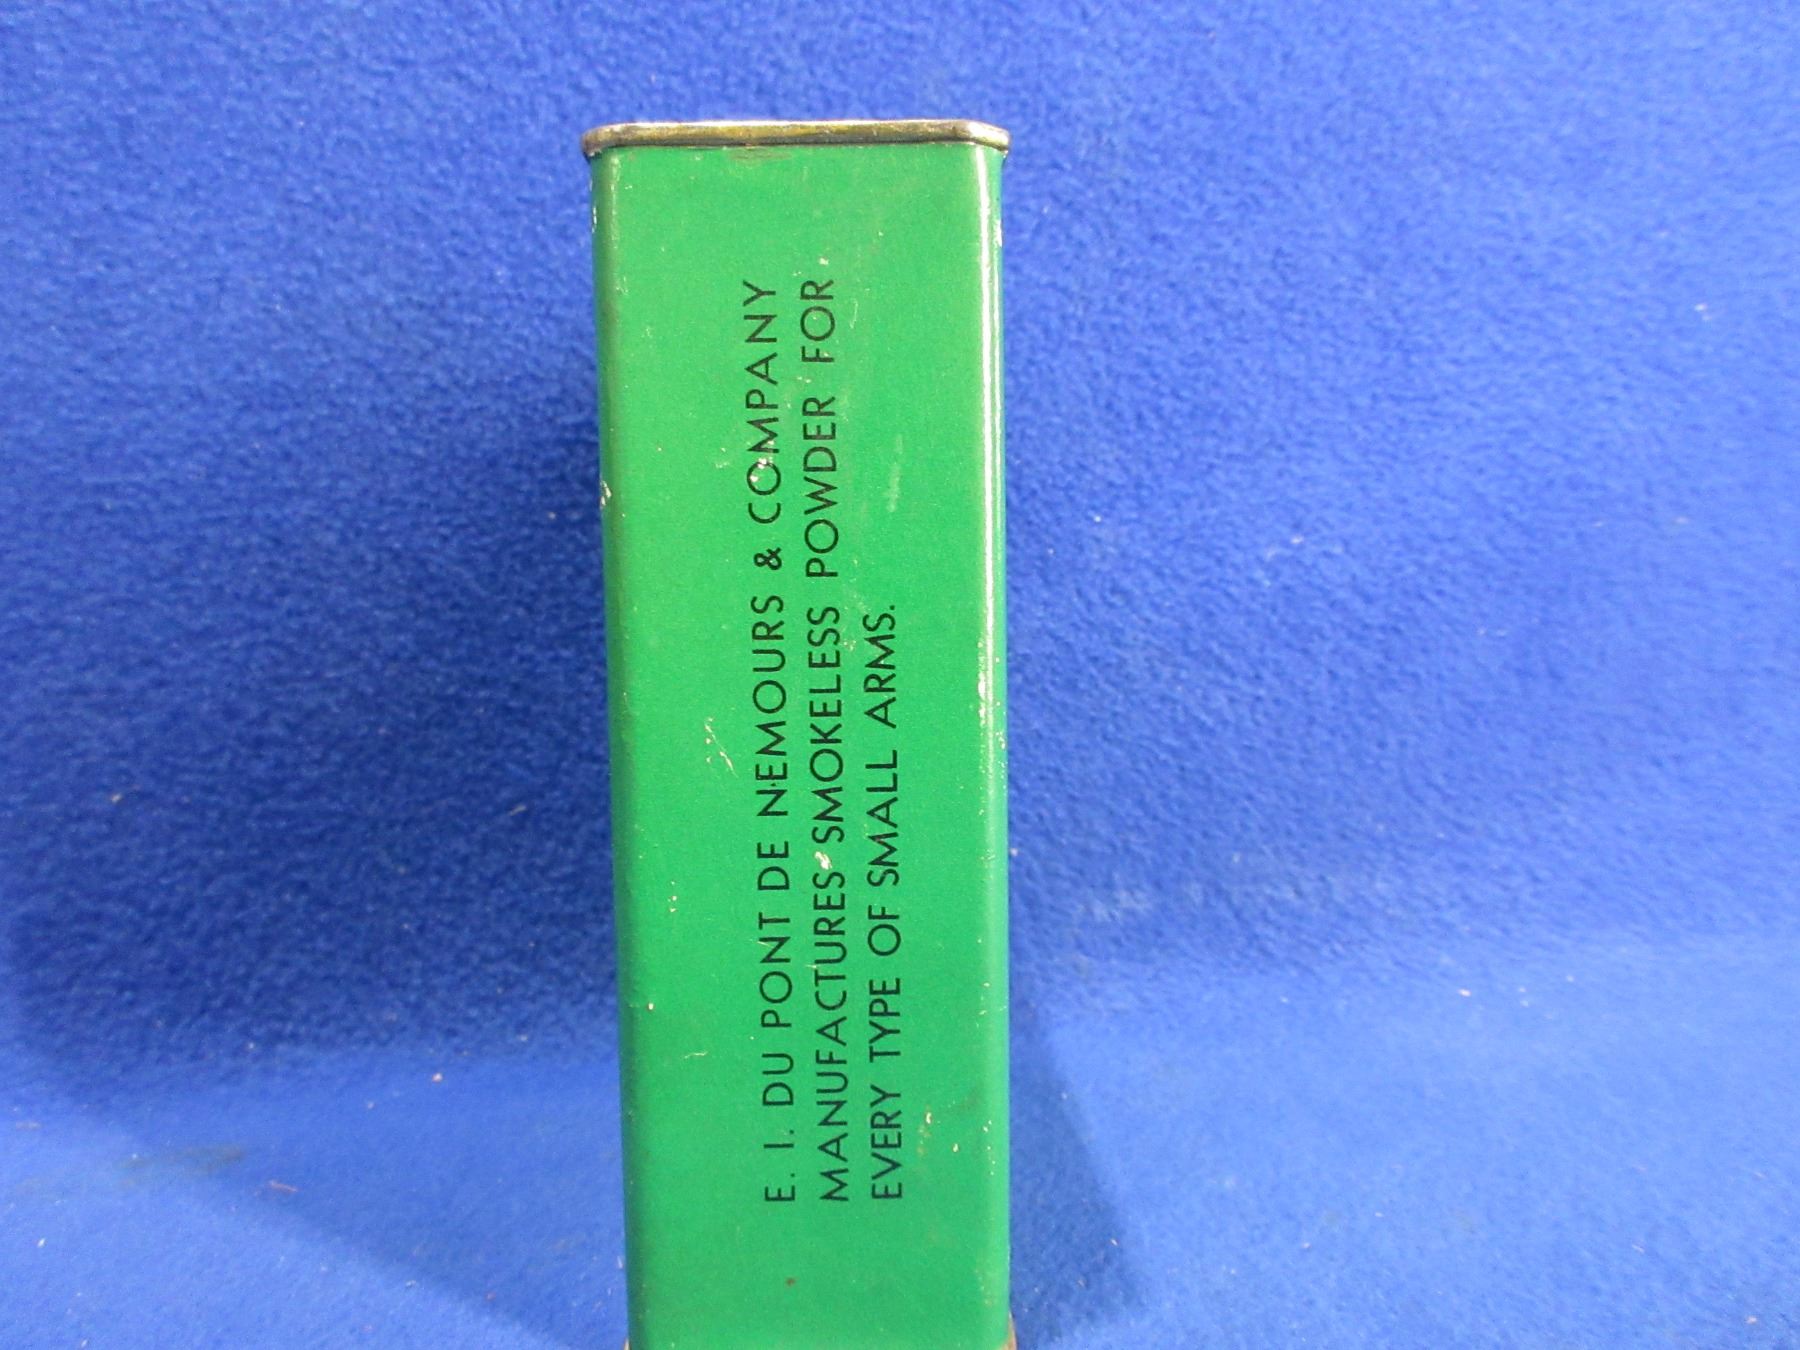 E. I. DU PONT DE NEMOURS & COMPANY
MANUFACTURES SMOKELESS POWDER FOR
EVERY TYPE OF SMALL ARMS.